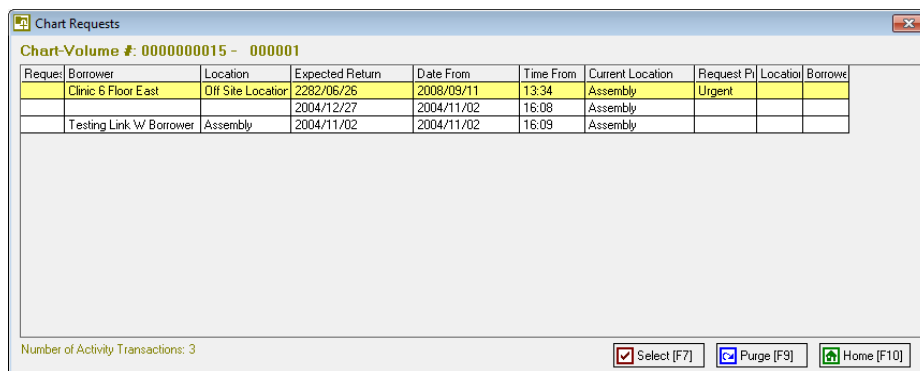 Chart Requests
Chart-Volume #: 0000000015 - 000001
Reques Borrower Location Expected Return Date From Time From Current Location Request Pr Location Borrowe
Clinic 6 Floor East Off Site Location 2282/06/26 2008/09/11 13:34 Assembly Urgent
2004/12/27 2004/11/02 16:08 Assembly
Testing Link W Borrower Assembly 2004/11/02 2004/11/02 16:09 Assembly
Number of Activity Transactions: 3
Select [F7] Purge [F9] Home [F10]